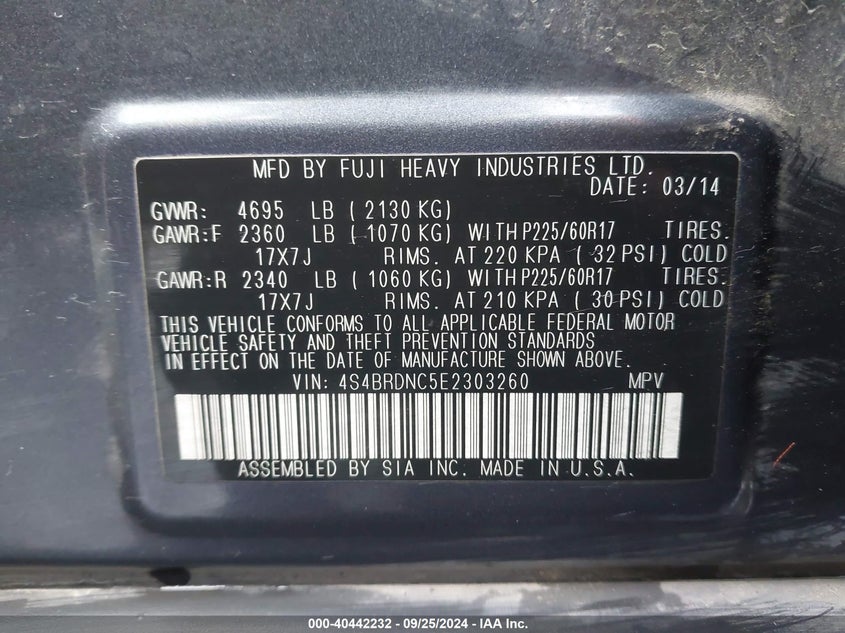 MFD BY FUJI HEAVY INDUSTRIES LTD.
DATE: 03/14
GVWR: 4695 LB ( 2130 KG)
GAWR:F 2360 LB ( 1070 KG) WITH P225/60R17 TIRES.
17X7J RIMS. AT 220 KPA ( 32 PSI) COLD
GAWR:R 2340 LB ( 1060 KG) WITH P225/60R17 TIRES.
17X7J RIMS. AT 210 KPA ( 30 PSI) COLD
THIS VEHICLE CONFORMS TO ALL APPLICABLE FEDERAL MOTOR
VEHICLE SAFETY AND THEFT PREVENTION STANDARDS
IN EFFECT ON THE DATE OF MANUFACTURE SHOWN ABOVE.
VIN: 4S4BRDNC5E2303260 MPV
ASSEMBLED BY SIA INC. MADE IN U.S.A.
000-40442232 - 09/25/2024 - IAA Inc.